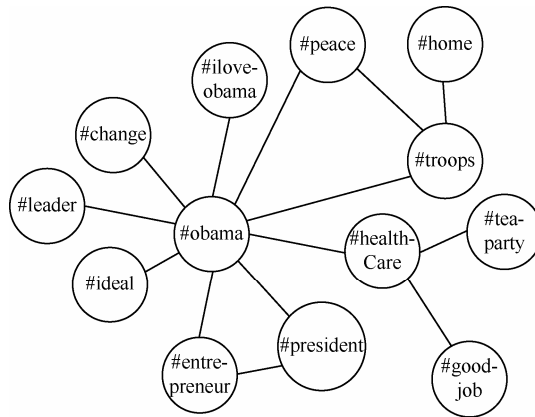 #peace
#home
#ilove-
obama
#change
#troops
#leader
#obama
#health-
Care
#tea-
party
#ideal
#entre-
preneur
#president
#good-
job